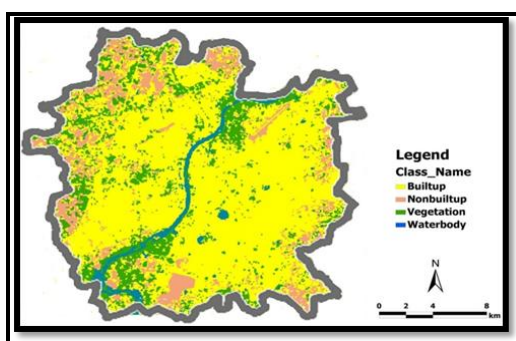 Legend
Class_Name
Builtup
Nonbuiltup
Vegetation
Waterbody
N
0 2 4 8
km